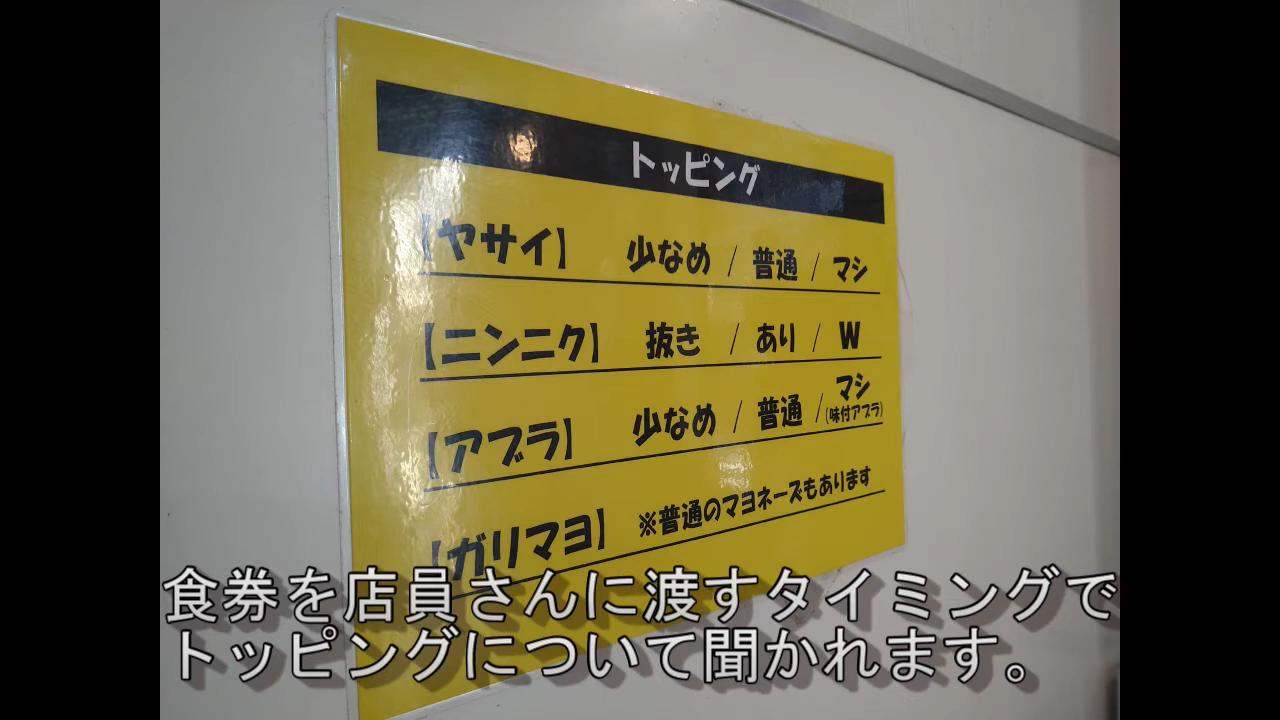 トッピング
【ヤサイ】 少なめ / 普通 / マシ
【ニンニク】 抜き / あり / W
【アブラ】 少なめ / 普通 / マシ
(味付アブラ)
【ガリマヨ】 ※普通のマヨネーズもあります
食券を店員さんに渡すタイミングで
トッピングについて聞かれます。